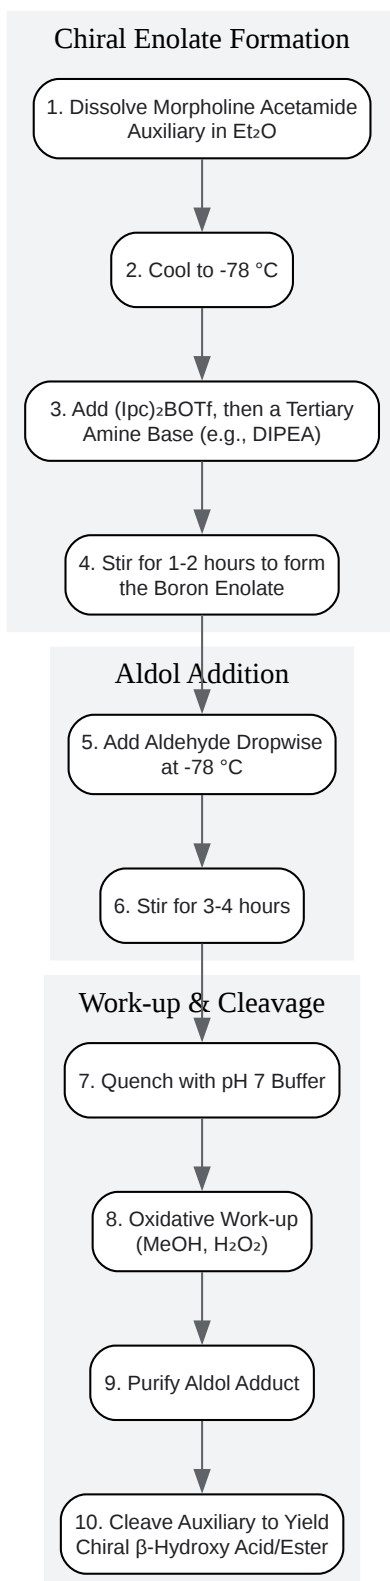 Chiral Enolate Formation
1. Dissolve Morpholine Acetamide
Auxiliary in Et₂O
2. Cool to -78 °C
3. Add (Ipc)₂BOTf, then a Tertiary
Amine Base (e.g., DIPEA)
4. Stir for 1-2 hours to form
the Boron Enolate
Aldol Addition
5. Add Aldehyde Dropwise
at -78 °C
6. Stir for 3-4 hours
Work-up & Cleavage
7. Quench with pH 7 Buffer
8. Oxidative Work-up
(MeOH, H₂O₂)
9. Purify Aldol Adduct
10. Cleave Auxiliary to Yield
Chiral β-Hydroxy Acid/Ester